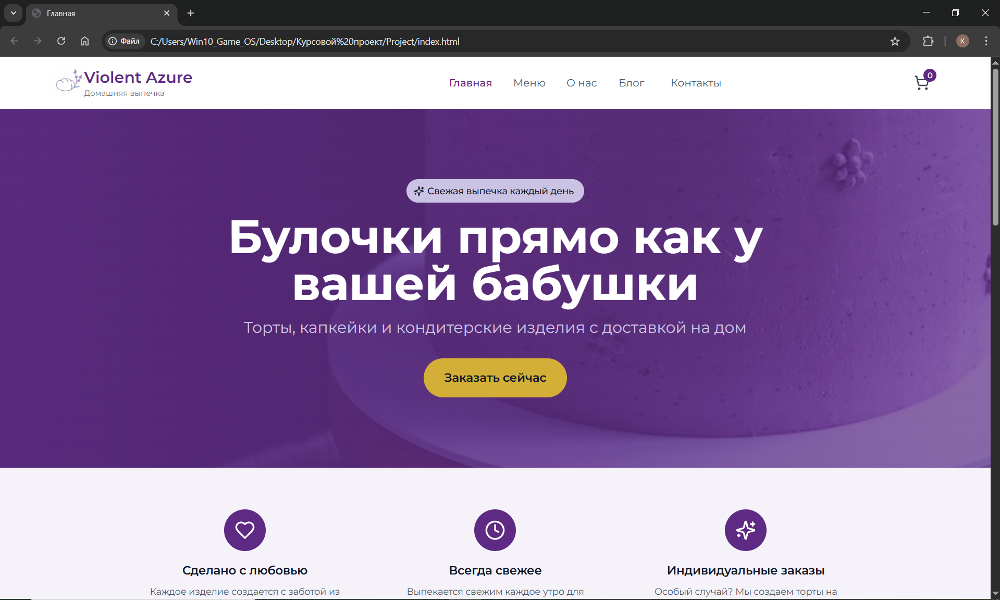 Главная
Файл
C:/Users/Win10_Game_OS/Desktop/Курсовой%20проект/Project/index.html
K
Violent Azure
Домашняя выпечка
Главная Меню О нас Блог Контакты
0
Свежая выпечка каждый день
Булочки прямо как у
вашей бабушки
Торты, капкейки и кондитерские изделия с доставкой на дом
Заказать сейчас
Сделано с любовью
Каждое изделие создается с заботой из
Всегда свежее
Выпекается свежим каждое утро для
Индивидуальные заказы
Особый случай? Мы создаем торты на